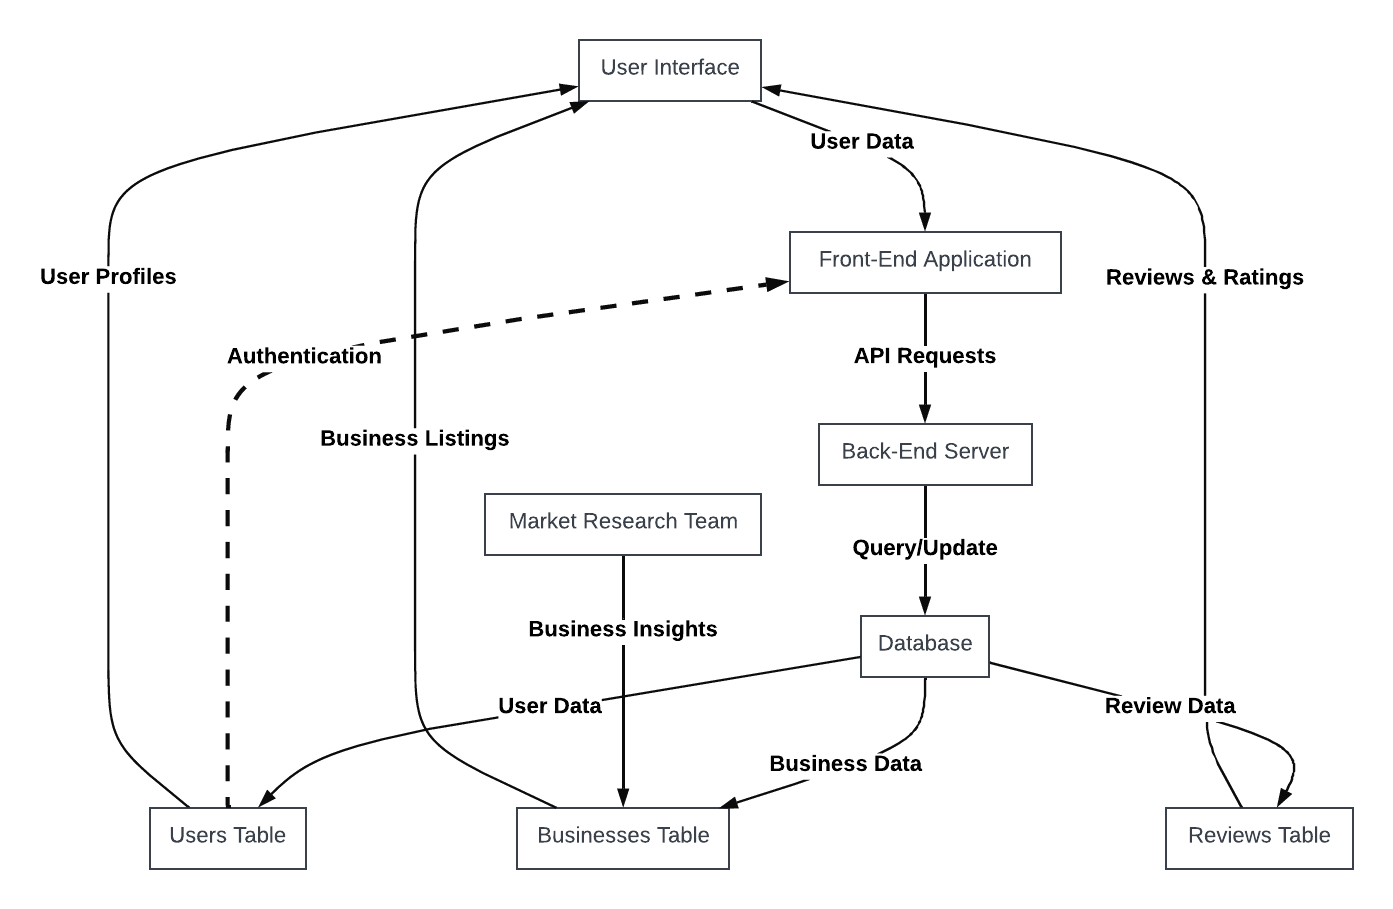 User Interface
User Data
Front-End Application
User Profiles
Reviews & Ratings
Authentication
API Requests
Business Listings
Back-End Server
Market Research Team
Query/Update
Business Insights
Database
User Data
Review Data
Business Data
Users Table
Businesses Table
Reviews Table